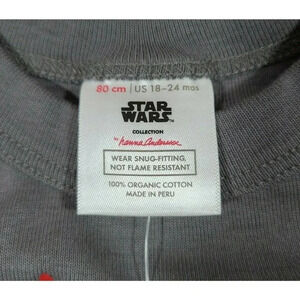 80 cm | US 18-24 mos
STAR
WARS
COLLECTION
by hanna andersson
WEAR SNUG-FITTING,
NOT FLAME RESISTANT
100% ORGANIC COTTON
MADE IN PERU